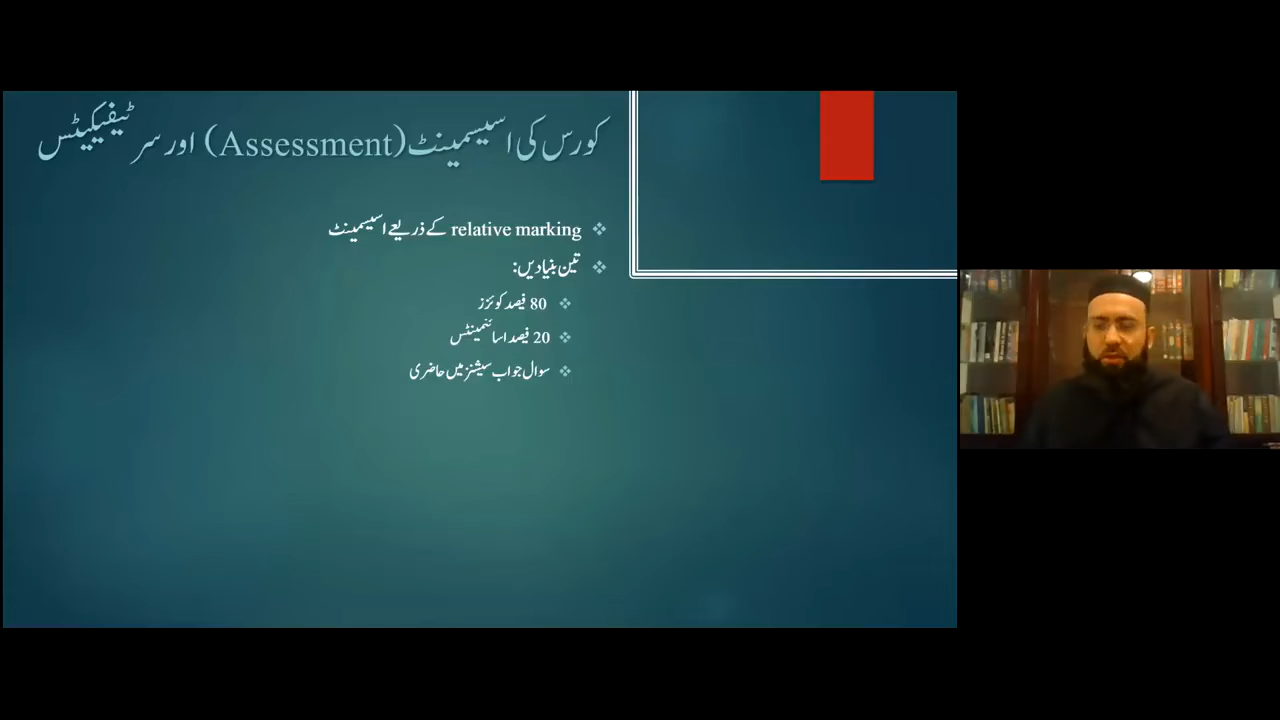 کورس کی اسیسمینٹ(Assessment) اور سرٹیفیکیٹس
relative marking کے ذریعے اسیسمینٹ
تین بنیادیں:
80 فیصد کوئزز
20 فیصد اسائنمینٹس
سوال جواب سیشنز میں حاضری